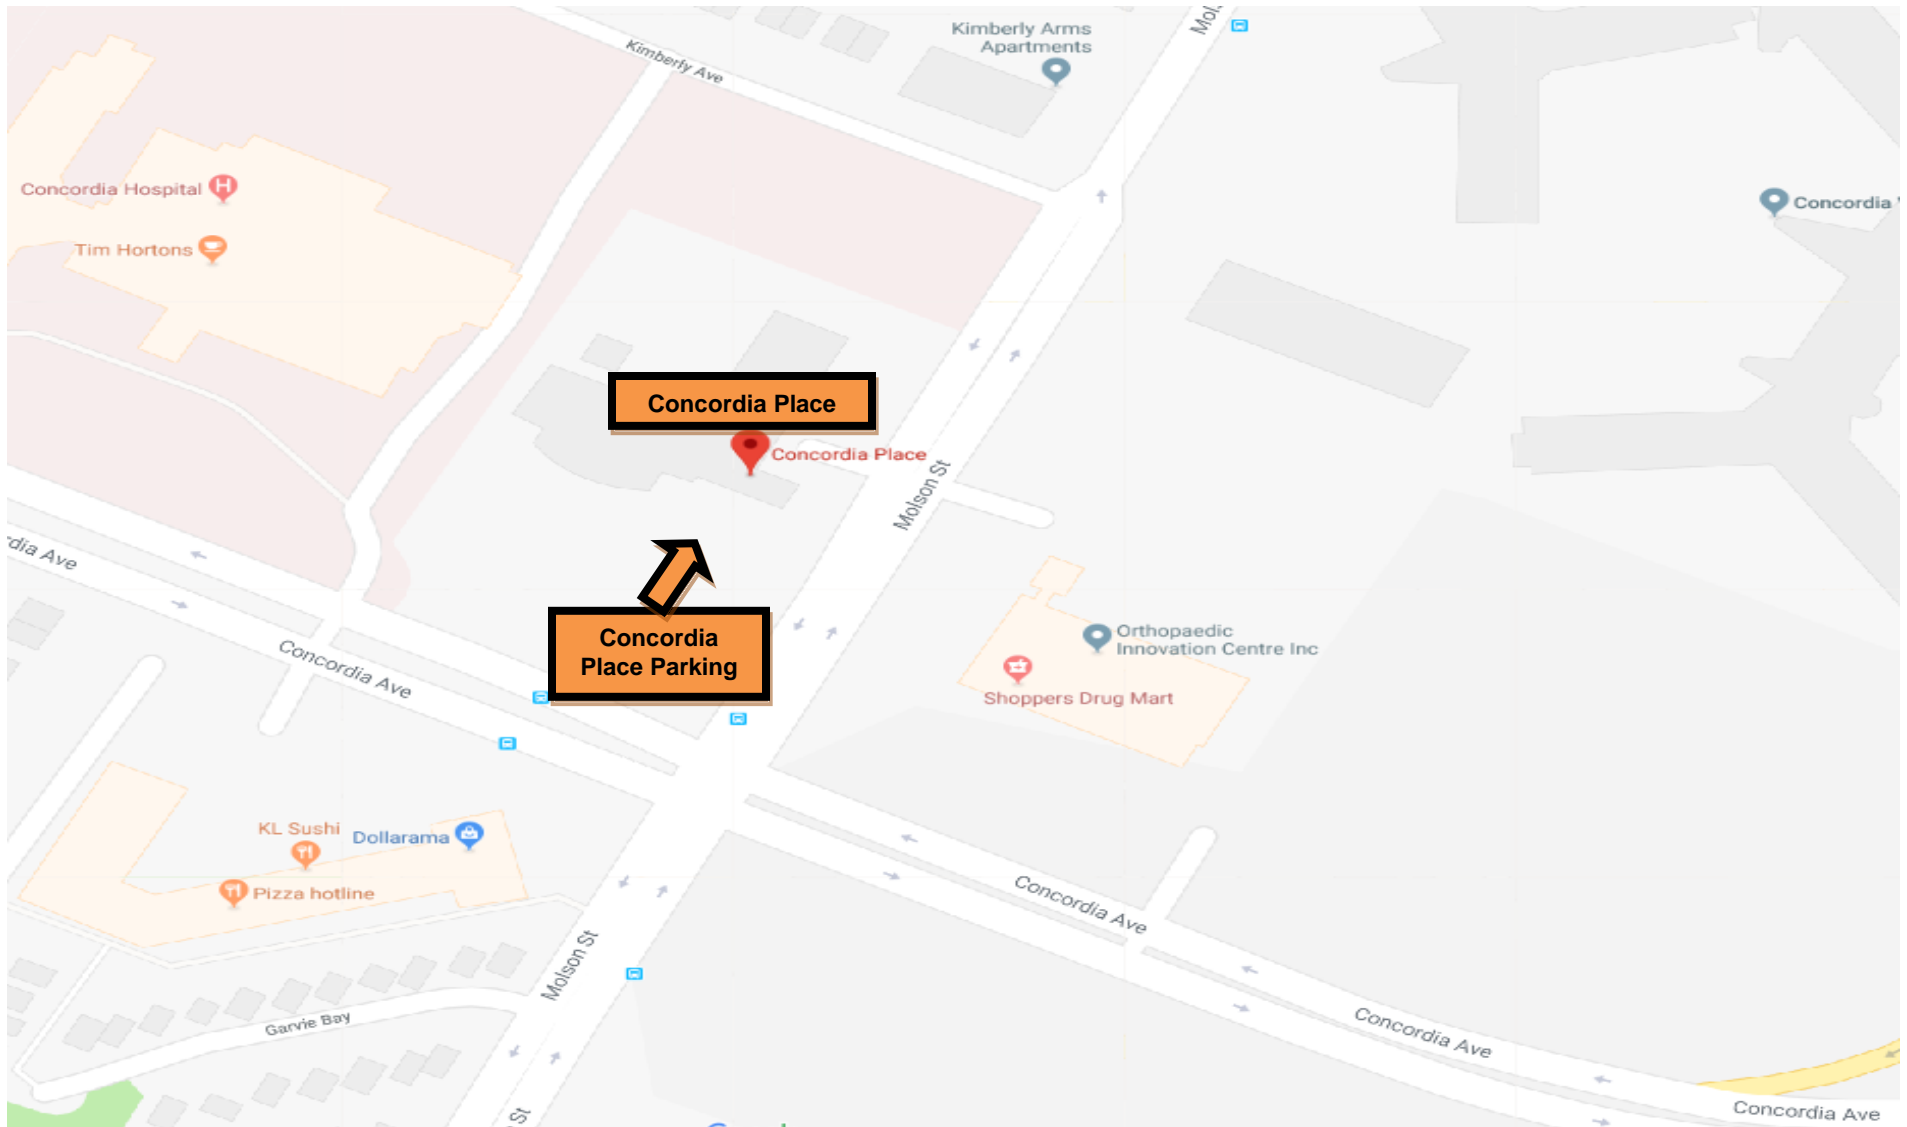 Kimberly Arms
Apartments
Kimberly Ave
Concordia Hospital
H
Tim Hortons
Concordia
Concordia Place
Concordia Place
Molson St
Concordia
Place Parking
Concordia Ave
Orthopaedic
Innovation Centre Inc
Shoppers Drug Mart
KL Sushi
Dollarama
Pizza hotline
Concordia Ave
Molson St
Garvie Bay
Concordia Ave
Concordia Ave
St